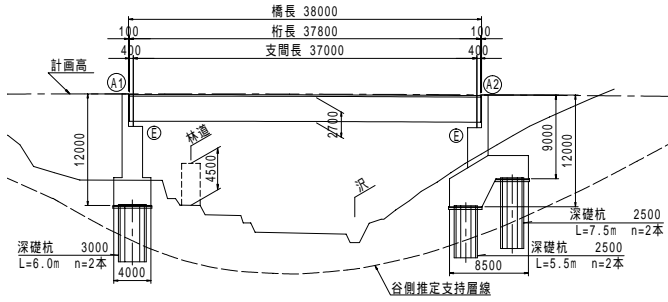 橋長 38000
100 桁長 37800 100
400 支間長 37000 400
計画高
A1
A2
E
E
林道
2700
12000
4500
沢
9000
12000
深礎杭 3000
L=6.0m n=2本
4000
深礎杭 2500
L=7.5m n=2本
深礎杭 2500
L=5.5m n=2本
8500
谷側推定支持層線